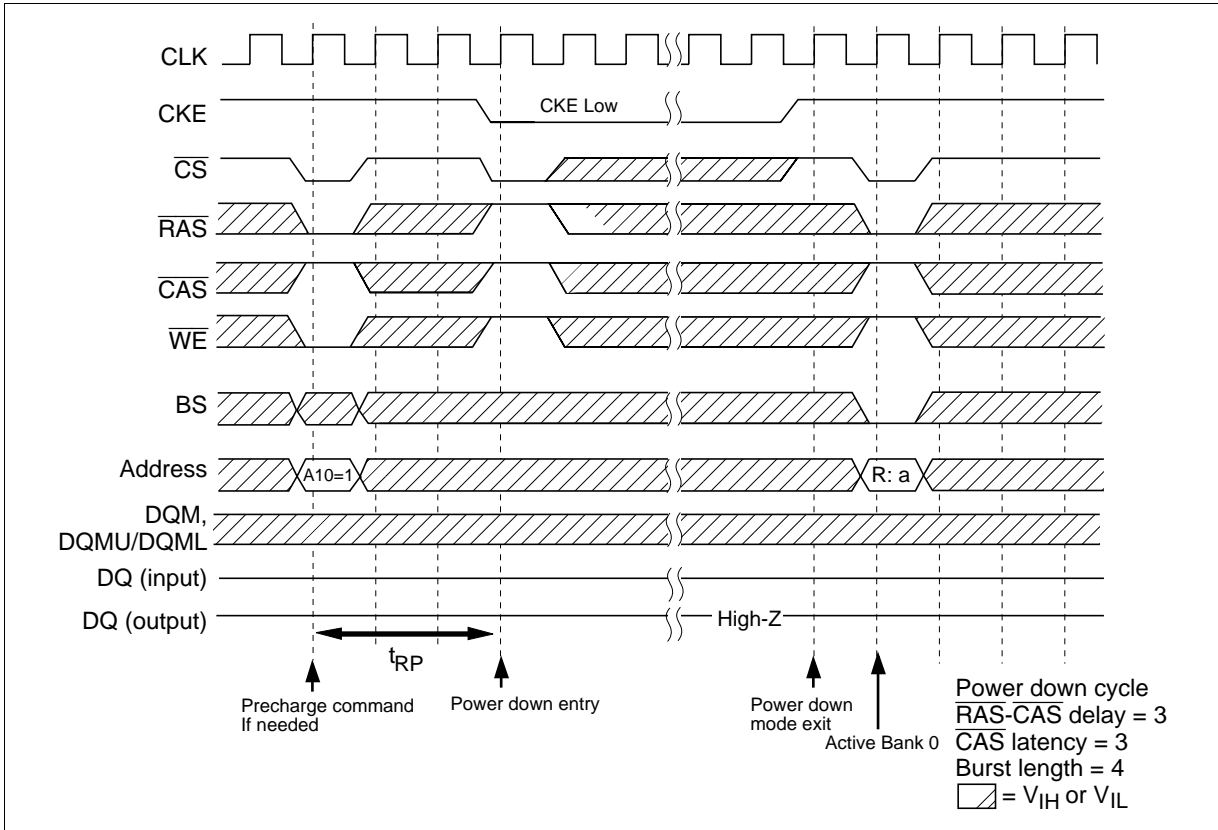 CLK
CKE
CKE Low
CS
RAS
CAS
WE
BS
Address
A10=1
R: a
DQM,
DQMU/DQML
DQ (input)
DQ (output)
High-Z
tRP
Precharge command
If needed
Power down entry
Power down
mode exit
Active Bank 0
Power down cycle
RAS-CAS delay = 3
CAS latency = 3
Burst length = 4
= VIH or VIL